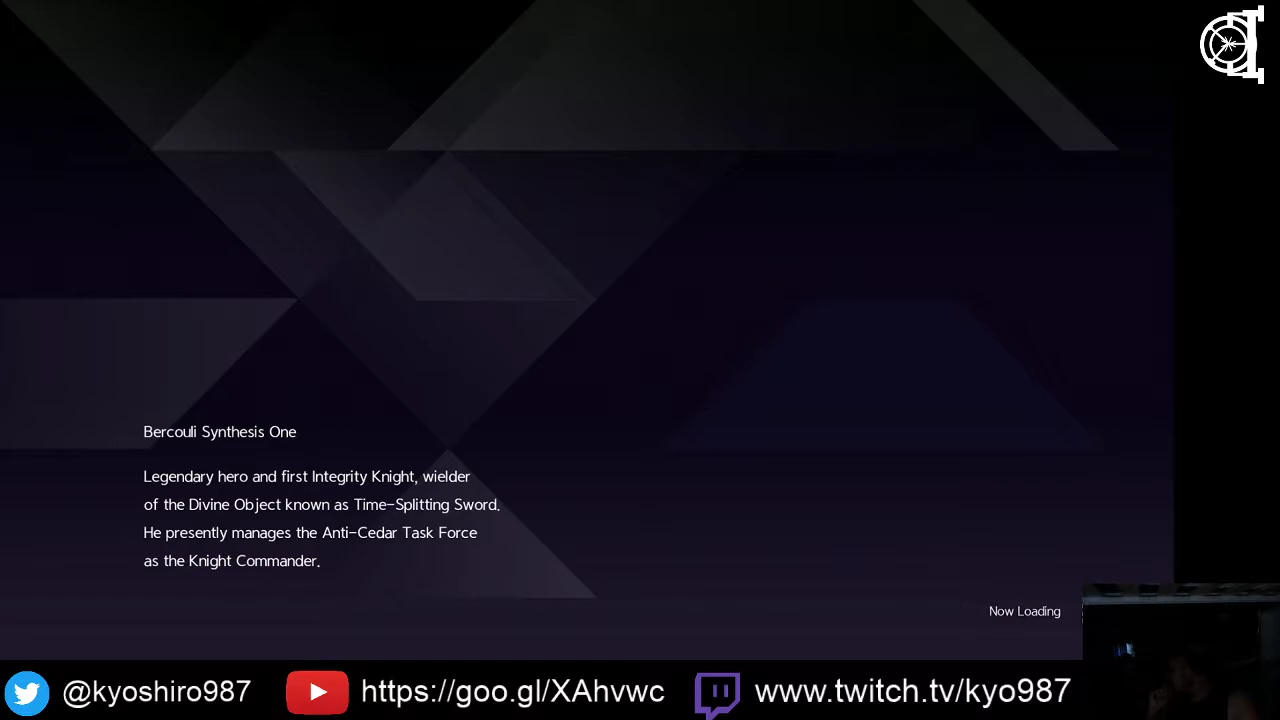 Bercouli Synthesis One
Legendary hero and first Integrity Knight, wielder
of the Divine Object known as Time-Splitting Sword.
He presently manages the Anti-Cedar Task Force
as the Knight Commander.
Now Loading
@kyoshiro987 https://goo.gl/XAhvwc www.twitch.tv/kyo987